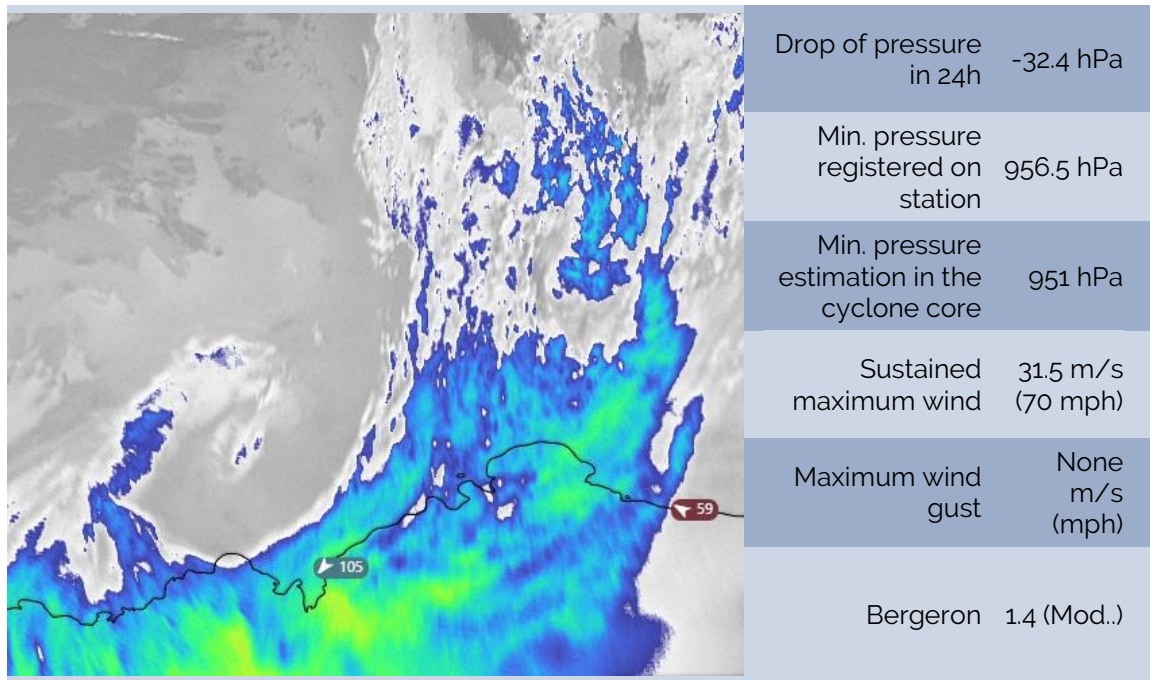 Drop of pressure
in 24h
-32.4 hPa
Min. pressure
registered on
station
956.5 hPa
Min. pressure
estimation in the
cyclone core
951 hPa
Sustained
maximum wind
31.5 m/s
(70 mph)
Maximum wind
gust
None
m/s
(mph)
59
105
Bergeron
1.4 (Mod..)